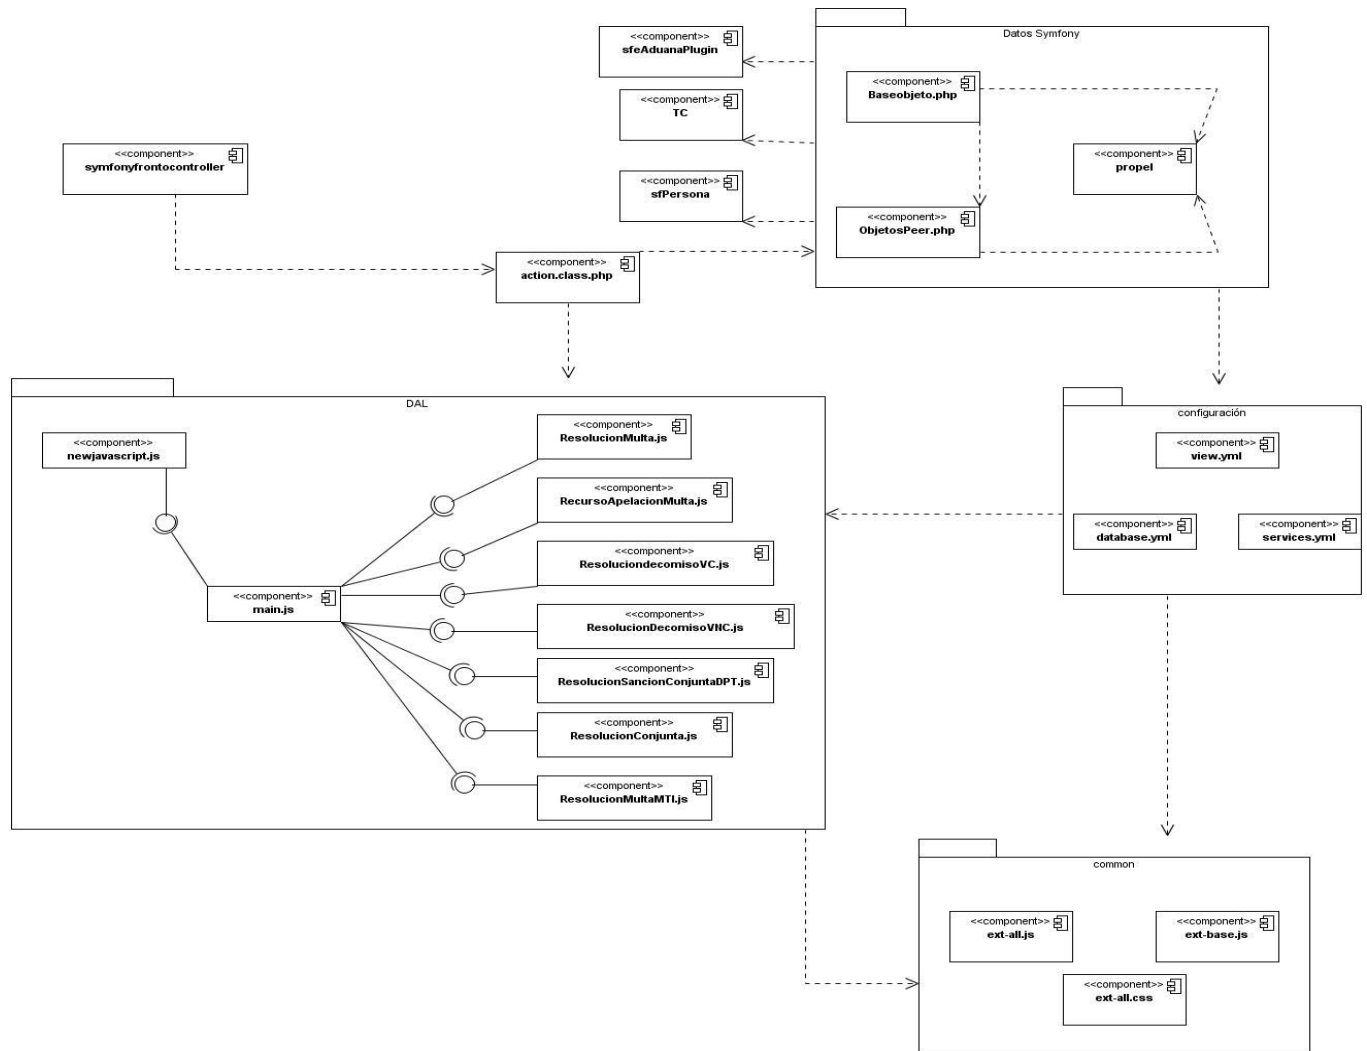 <<component>>
sfeAduanaPlugin
Datos Symfony
<<component>>
Baseobjeto.php
<<component>>
TC
<<component>>
symfonyfrontocontroller
<<component>>
propel
<<component>>
sfPersona
<<component>>
ObjetosPeer.php
<<component>>
action.class.php
DAL
<<component>>
newjavascript.js
<<component>>
ResolucionMulta.js
<<component>>
RecursoApelacionMulta.js
<<component>>
ResoluciondecomisoVC.js
<<component>>
main.js
<<component>>
ResolucionDecomisoVNC.js
<<component>>
ResolucionSancionConjuntaDPT.js
<<component>>
ResolucionConjunta.js
<<component>>
ResolucionMultaMTI.js
configuración
<<component>>
view.yml
<<component>>
database.yml
<<component>>
services.yml
common
<<component>>
ext-all.js
<<component>>
ext-base.js
<<component>>
ext-all.css